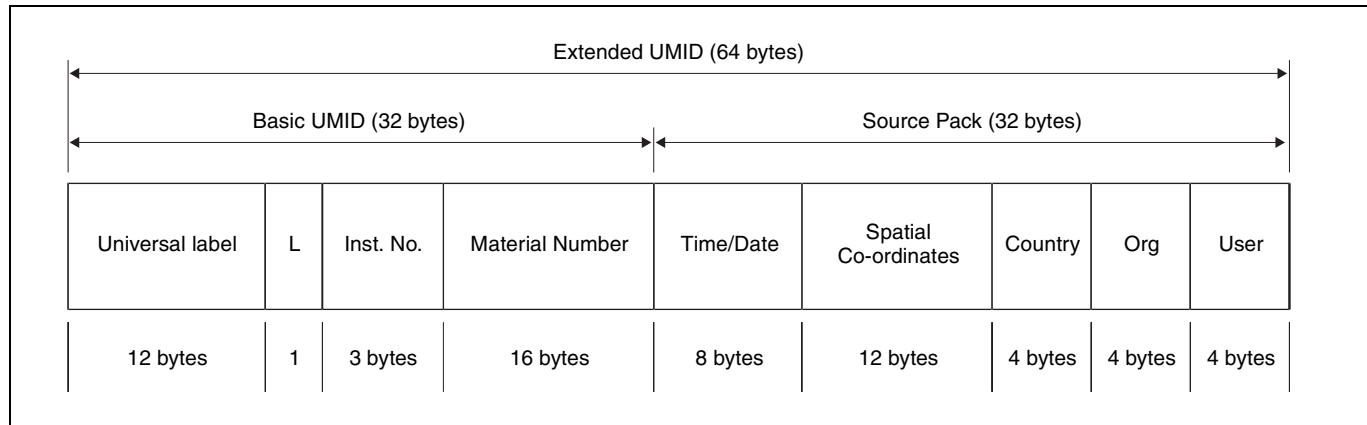 Extended UMID (64 bytes)
Basic UMID (32 bytes)
Source Pack (32 bytes)
Universal label
L
Inst. No.
Material Number
Time/Date
Spatial
Co-ordinates
Country
Org
User
12 bytes
1
3 bytes
16 bytes
8 bytes
12 bytes
4 bytes
4 bytes
4 bytes